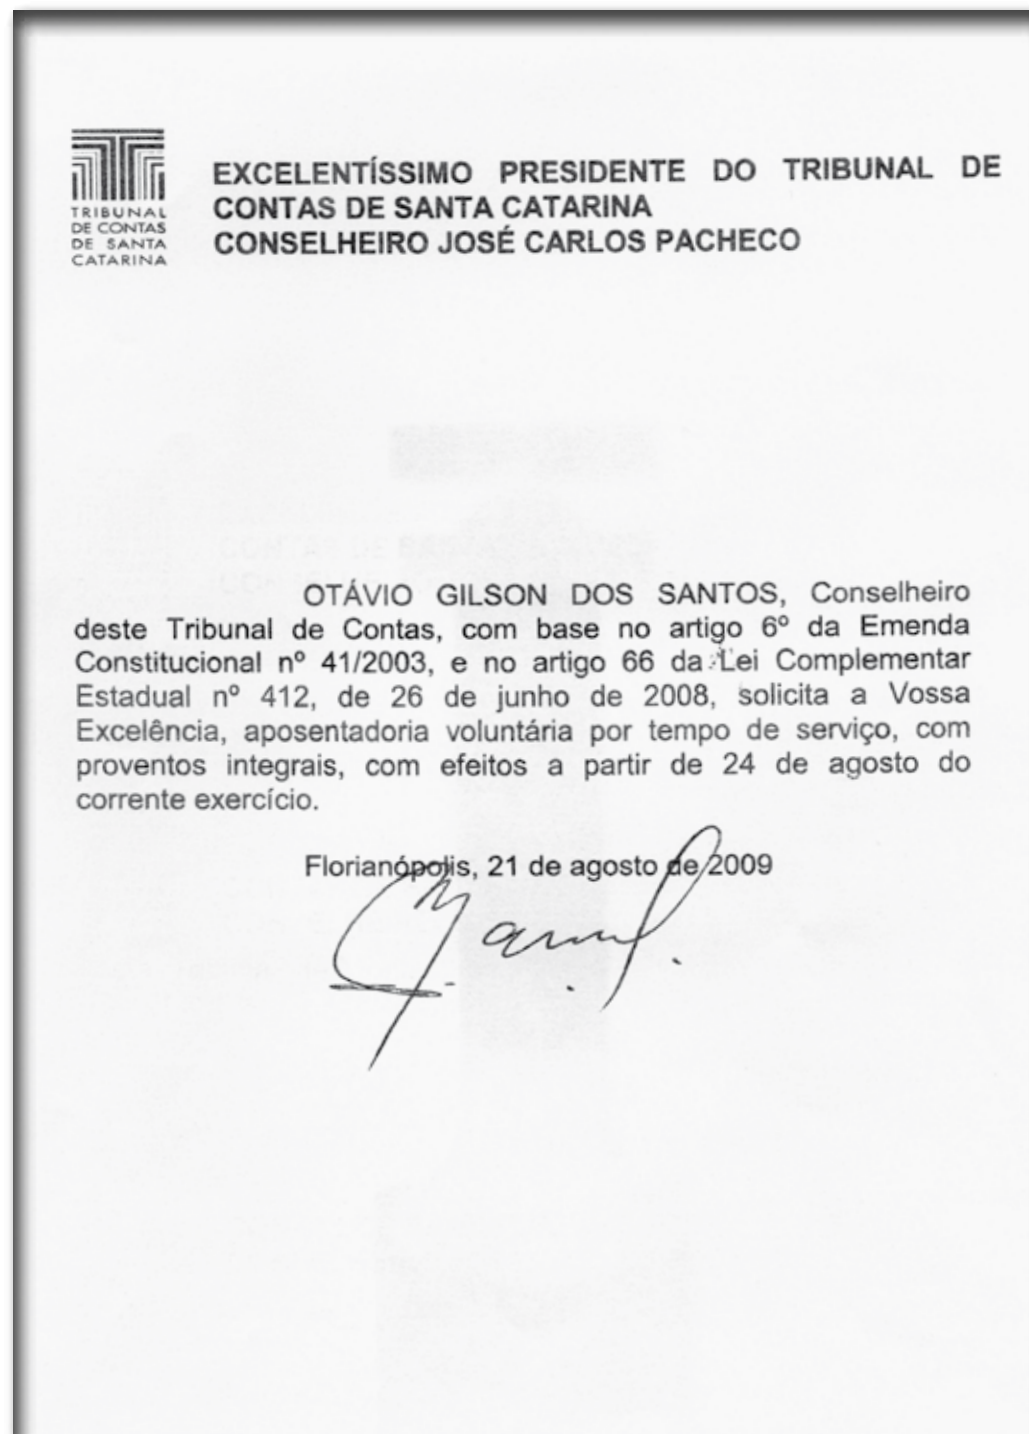 TRIBUNAL
DE CONTAS
DE SANTA
CATARINA
EXCELENTÍSSIMO PRESIDENTE DO TRIBUNAL DE
CONTAS DE SANTA CATARINA
CONSELHEIRO JOSÉ CARLOS PACHECO
OTÁVIO GILSON DOS SANTOS, Conselheiro
deste Tribunal de Contas, com base no artigo 6º da Emenda
Constitucional nº 41/2003, e no artigo 66 da Lei Complementar
Estadual nº 412, de 26 de junho de 2008, solicita a Vossa
Excelência, aposentadoria voluntária por tempo de serviço, com
proventos integrais, com efeitos a partir de 24 de agosto do
corrente exercício.
Florianópolis, 21 de agosto de 2009